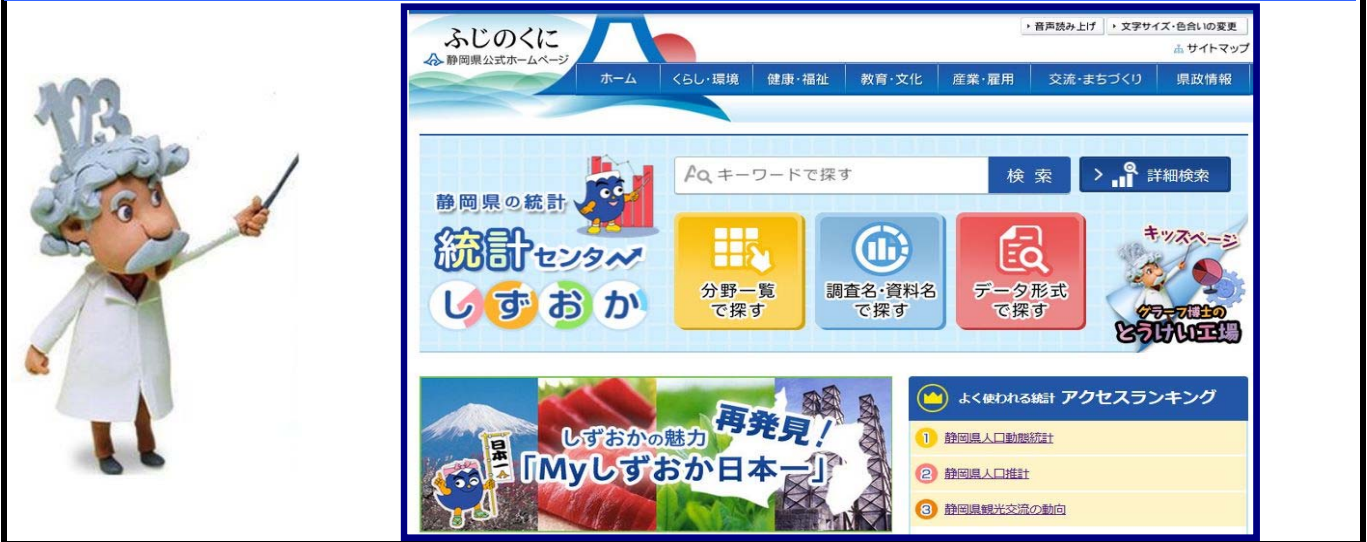 123
ふじのくに
静岡県公式ホームページ
音声読み上げ
文字サイズ・色合いの変更
サイトマップ
ホーム
くらし・環境
健康・福祉
教育・文化
産業・雇用
交流・まちづくり
県政情報
静岡県の統計
統計センター
しずおか
キーワードで探す
検索
詳細検索
分野一覧
で探す
調査名・資料名
で探す
データ形式
で探す
キッズページ
グラーフ博士の
とうけい工場
日本一
しずおかの魅力 再発見!
「Myしずおか日本一」
よく使われる統計 アクセスランキング
1 静岡県人口動態統計
2 静岡県人口推計
3 静岡県観光交流の動向